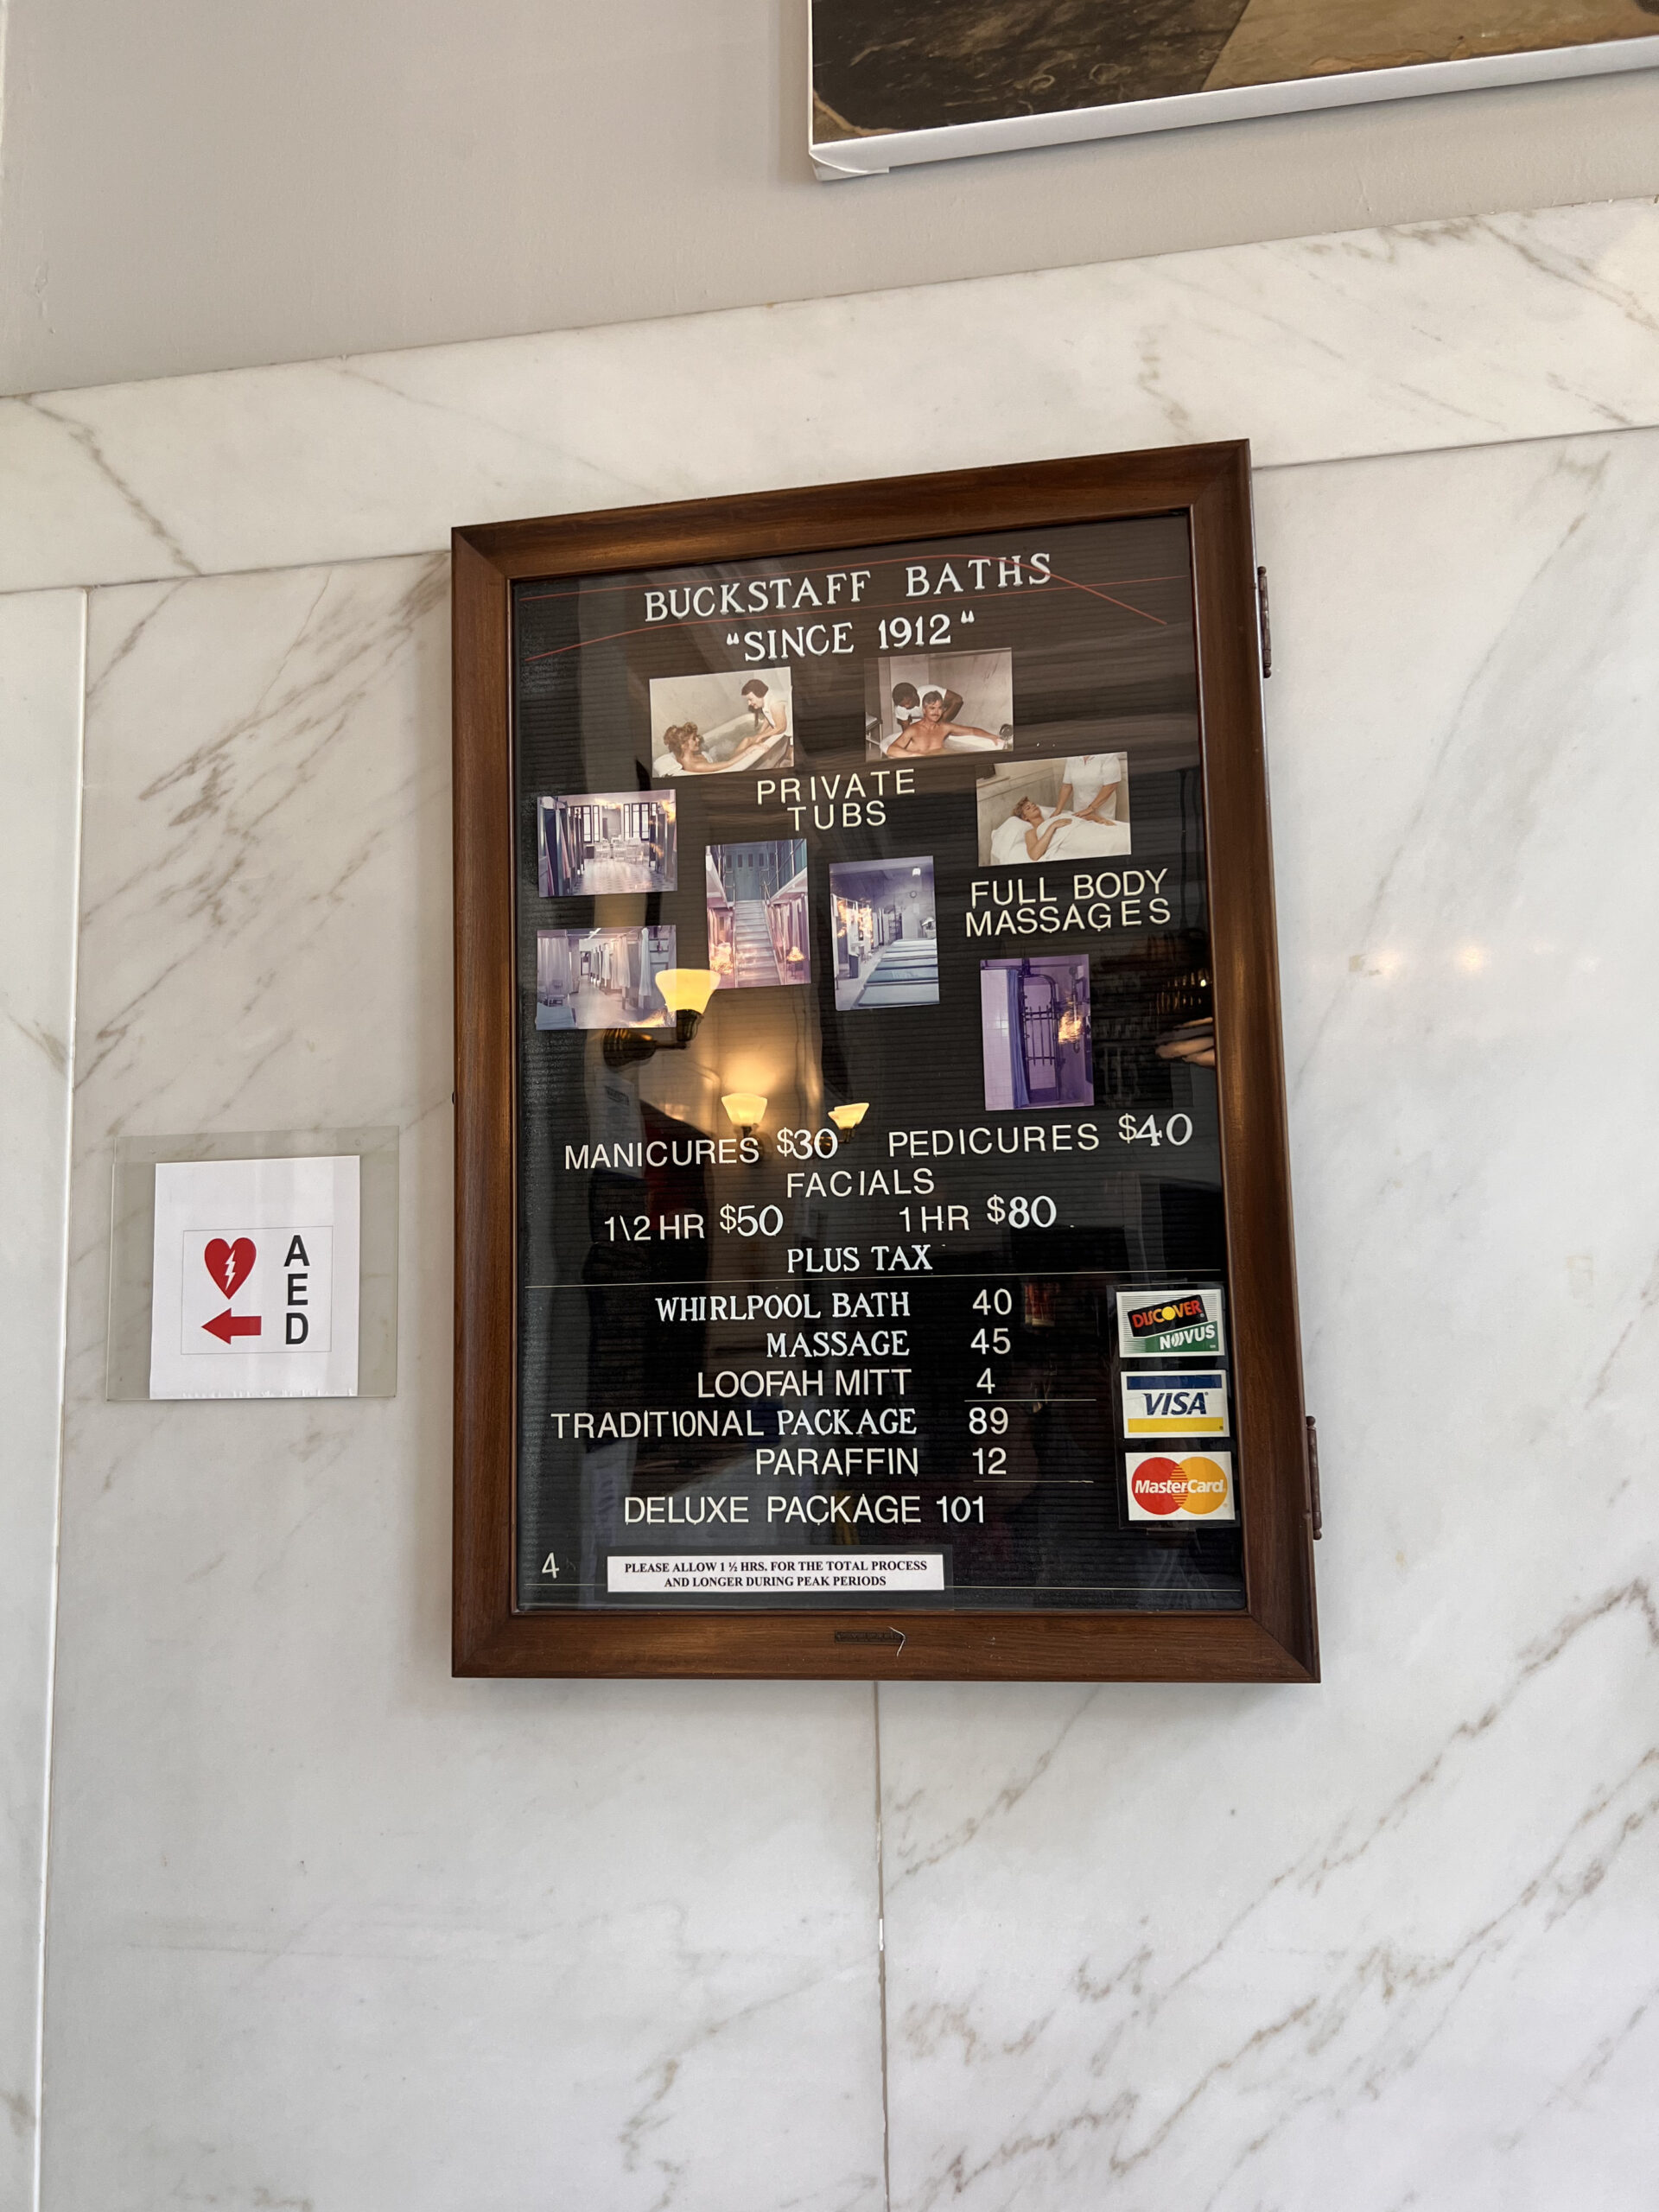 BUCKSTAFF BATHS
"SINCE 1912"
PRIVATE
TUBS
FULL BODY
MASSAGES
MANICURES $30 PEDICURES $40
FACIALS
1\2 HR $50 1 HR $80
PLUS TAX
WHIRLPOOL BATH 40
MASSAGE 45
LOOFAH MITT 4
TRADITIONAL PACKAGE 89
PARAFFIN 12
DELUXE PACKAGE 101
DISCOVER
NOVUS
VISA
MasterCard
4
PLEASE ALLOW 1 ½ HRS. FOR THE TOTAL PROCESS
AND LONGER DURING PEAK PERIODS
AED